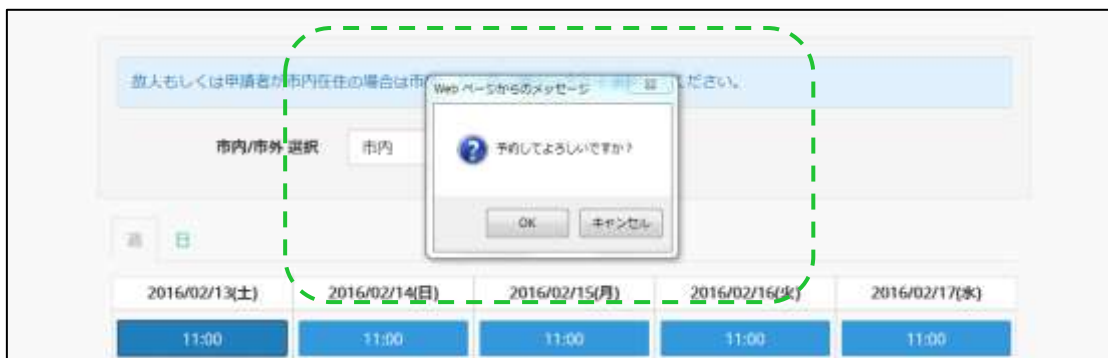 故人もしくは申請者が市内在住の場合は市 ください。
Web ページからのメッセージ
市内/市外 選択 市内
予約してよろしいですか?
OK キャンセル
週 日
2016/02/13(土) 2016/02/14(日) 2016/02/15(月) 2016/02/16(火) 2016/02/17(水)
11:00 11:00 11:00 11:00 11:00